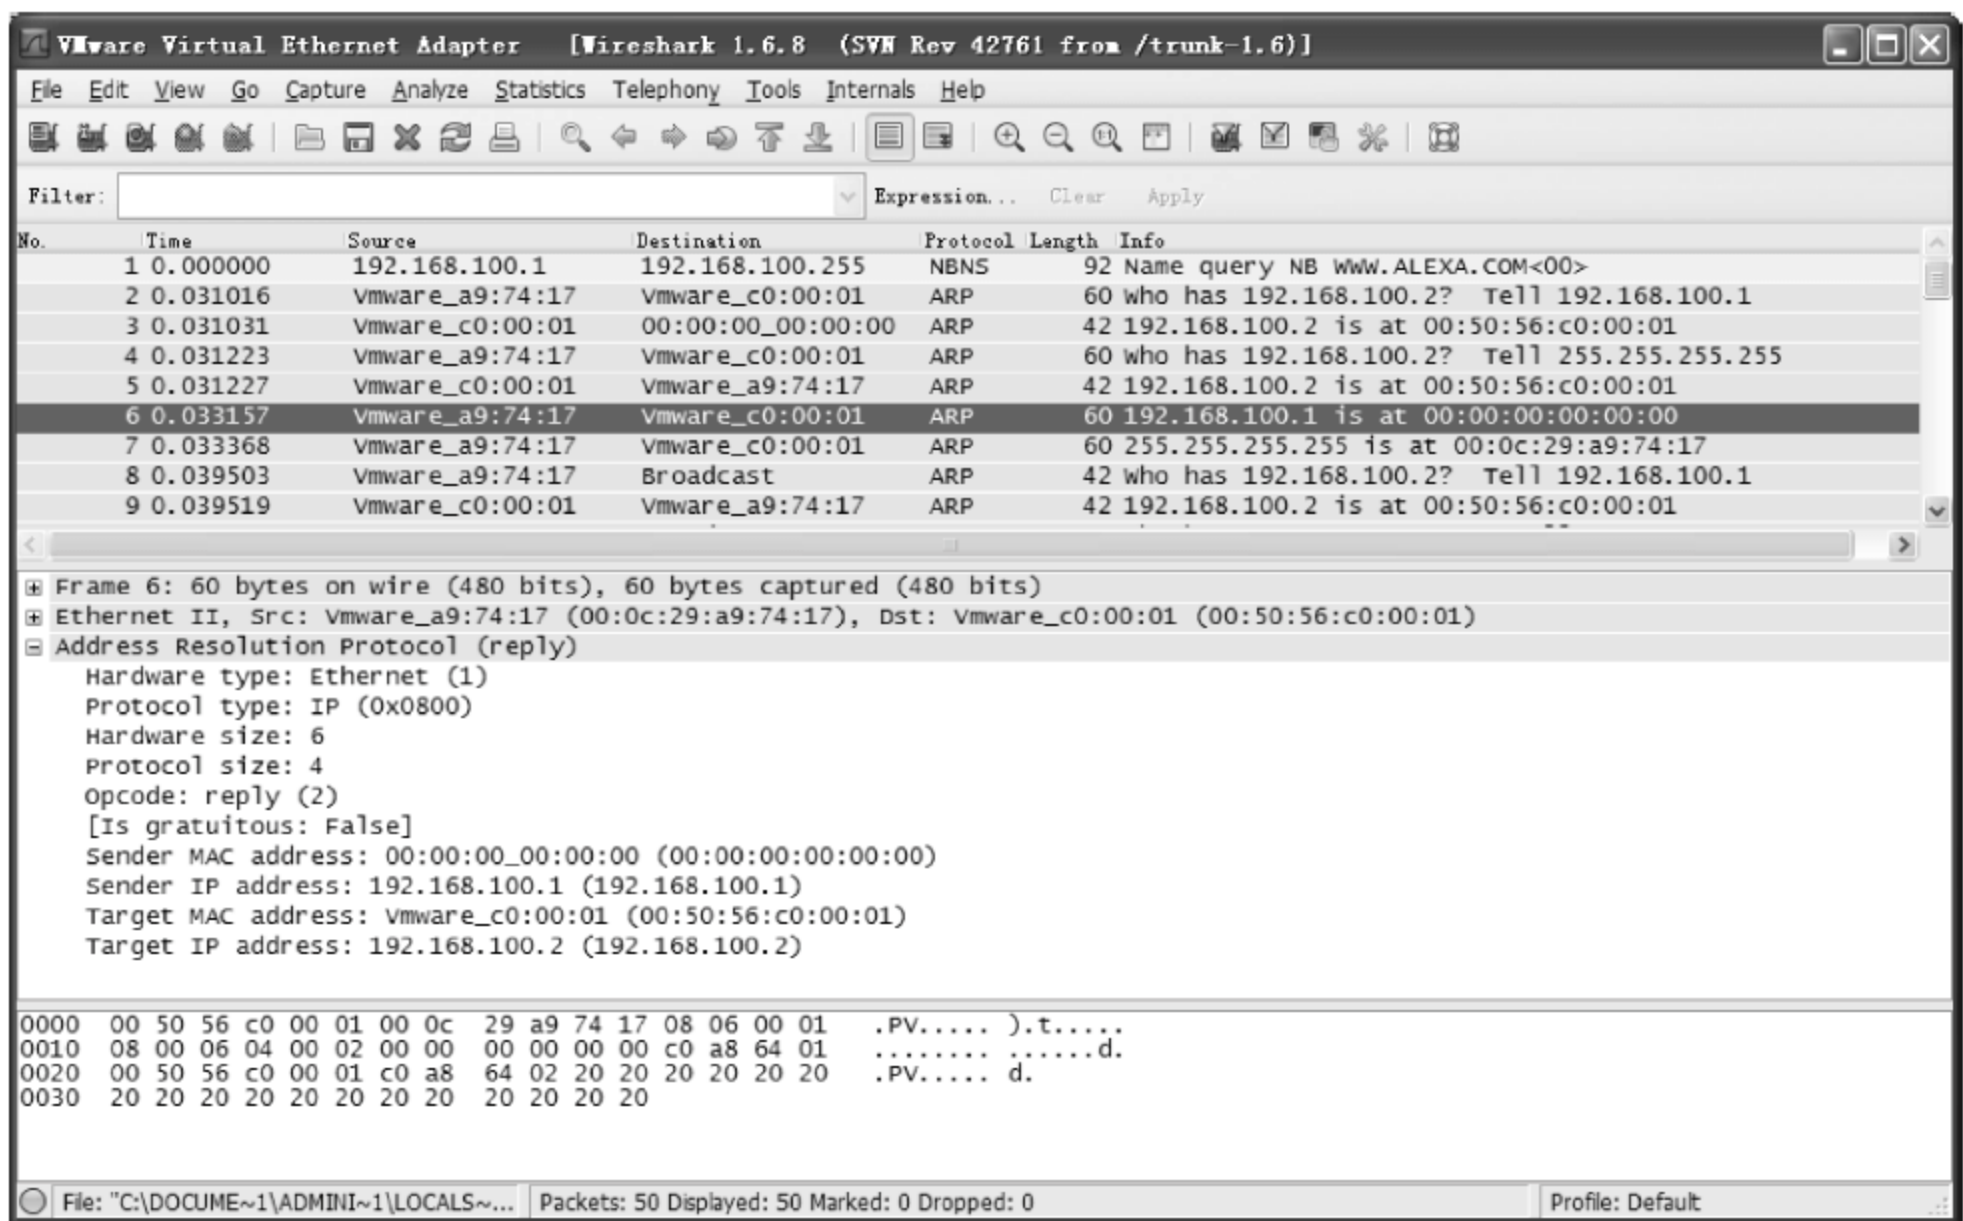 VMware Virtual Ethernet Adapter [Wireshark 1.6.8 (SVN Rev 42761 from /trunk-1.6)]
File Edit View Go Capture Analyze Statistics Telephony Tools Internals Help
Filter: Expression... Clear Apply
No. Time Source Destination Protocol Length Info
1 0.000000 192.168.100.1 192.168.100.255 NBNS 92 Name query NB WWW.ALEXA.COM<00>
2 0.031016 Vmware_a9:74:17 Vmware_c0:00:01 ARP 60 who has 192.168.100.2? Tell 192.168.100.1
3 0.031031 Vmware_c0:00:01 00:00:00_00:00:00 ARP 42 192.168.100.2 is at 00:50:56:c0:00:01
4 0.031223 Vmware_a9:74:17 Vmware_c0:00:01 ARP 60 who has 192.168.100.2? Tell 255.255.255.255
5 0.031227 Vmware_c0:00:01 Vmware_a9:74:17 ARP 42 192.168.100.2 is at 00:50:56:c0:00:01
6 0.033157 Vmware_a9:74:17 Vmware_c0:00:01 ARP 60 192.168.100.1 is at 00:00:00:00:00:00
7 0.033368 Vmware_a9:74:17 Vmware_c0:00:01 ARP 60 255.255.255.255 is at 00:0c:29:a9:74:17
8 0.039503 Vmware_a9:74:17 Broadcast ARP 42 who has 192.168.100.2? Tell 192.168.100.1
9 0.039519 Vmware_c0:00:01 Vmware_a9:74:17 ARP 42 192.168.100.2 is at 00:50:56:c0:00:01
Frame 6: 60 bytes on wire (480 bits), 60 bytes captured (480 bits)
Ethernet II, Src: Vmware_a9:74:17 (00:0c:29:a9:74:17), Dst: Vmware_c0:00:01 (00:50:56:c0:00:01)
Address Resolution Protocol (reply)
Hardware type: Ethernet (1)
Protocol type: IP (0x0800)
Hardware size: 6
Protocol size: 4
Opcode: reply (2)
[Is gratuitous: False]
Sender MAC address: 00:00:00_00:00:00 (00:00:00:00:00:00)
Sender IP address: 192.168.100.1 (192.168.100.1)
Target MAC address: Vmware_c0:00:01 (00:50:56:c0:00:01)
Target IP address: 192.168.100.2 (192.168.100.2)
0000 00 50 56 c0 00 01 00 0c 29 a9 74 17 08 06 00 01 .PV..... ).t.....
0010 08 00 06 04 00 02 00 00 00 00 00 00 c0 a8 64 01 ........ ......d.
0020 00 50 56 c0 00 01 c0 a8 64 02 20 20 20 20 20 20 .PV..... d.
0030 20 20 20 20 20 20 20 20 20 20 20 20
File: "C:\DOCUME~1\ADMINI~1\LOCALS~... Packets: 50 Displayed: 50 Marked: 0 Dropped: 0 Profile: Default